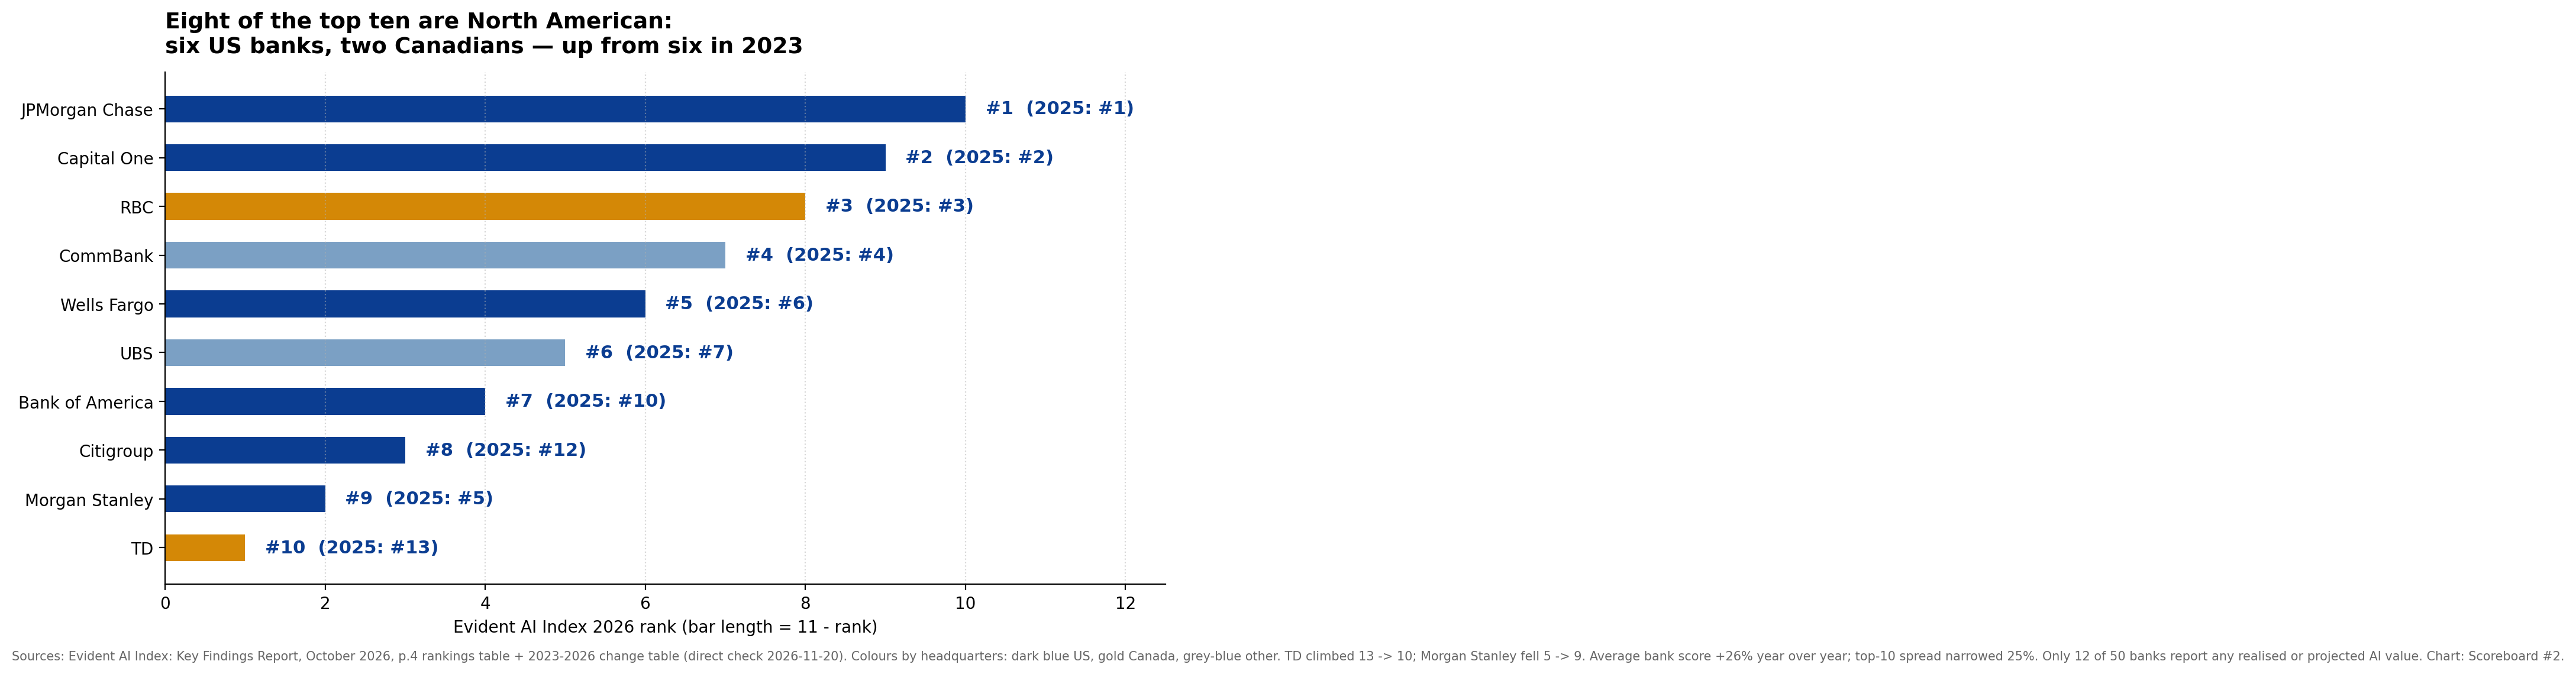 Eight of the top ten are North American:
six US banks, two Canadians — up from six in 2023
JPMorgan Chase #1 (2025: #1)
Capital One #2 (2025: #2)
RBC #3 (2025: #3)
CommBank #4 (2025: #4)
Wells Fargo #5 (2025: #6)
UBS #6 (2025: #7)
Bank of America #7 (2025: #10)
Citigroup #8 (2025: #12)
Morgan Stanley #9 (2025: #5)
TD #10 (2025: #13)
0 2 4 6 8 10 12
Evident AI Index 2026 rank (bar length = 11 - rank)
Sources: Evident AI Index: Key Findings Report, October 2026, p.4 rankings table + 2023-2026 change table (direct check 2026-11-20). Colours by headquarters: dark blue US, gold Canada, grey-blue other. TD climbed 13 -> 10; Morgan Stanley fell 5 -> 9. Average bank score +26% year over year; top-10 spread narrowed 25%. Only 12 of 50 banks report any realised or projected AI value. Chart: Scoreboard #2.